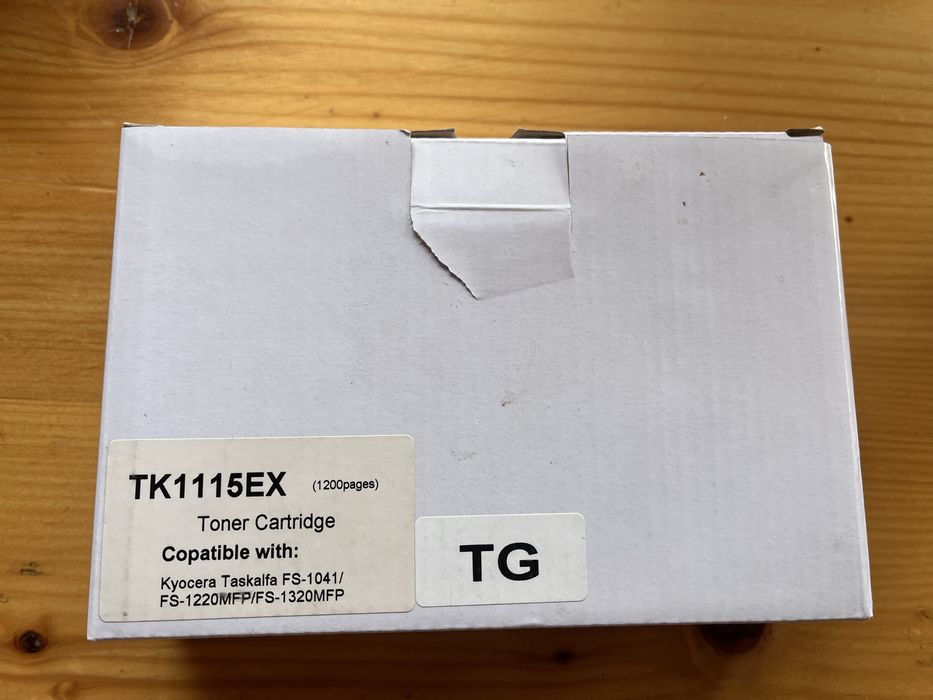 TK1115EX (1200pages)
Toner Cartridge
Copatible with:
Kyocera Taskalfa FS-1041/
FS-1220MFP/FS-1320MFP
TG